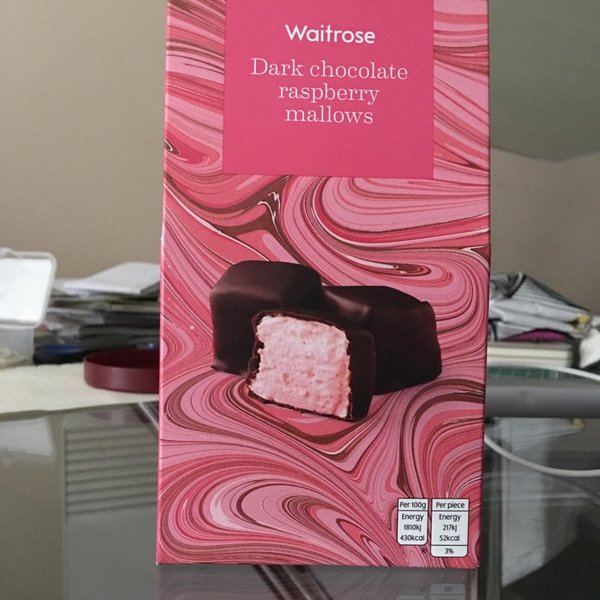 Waitrose
Dark chocolate
raspberry
mallows
Per 100g
Energy
1810kJ
430kcal
Per piece
Energy
217kJ
52kcal
3%